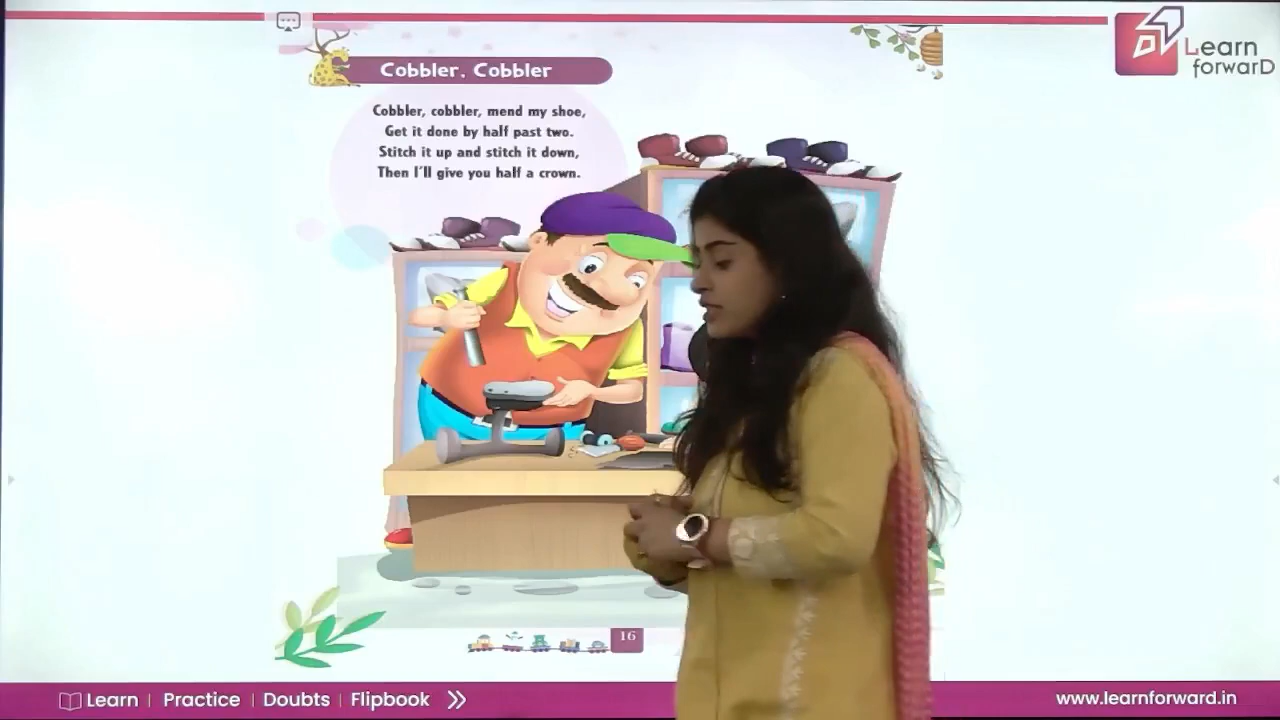 Learn
forwarD
Cobbler, Cobbler
Cobbler, cobbler, mend my shoe,
Get it done by half past two.
Stitch it up and stitch it down,
Then I'll give you half a crown.
16
Learn | Practice | Doubts | Flipbook
www.learnforward.in